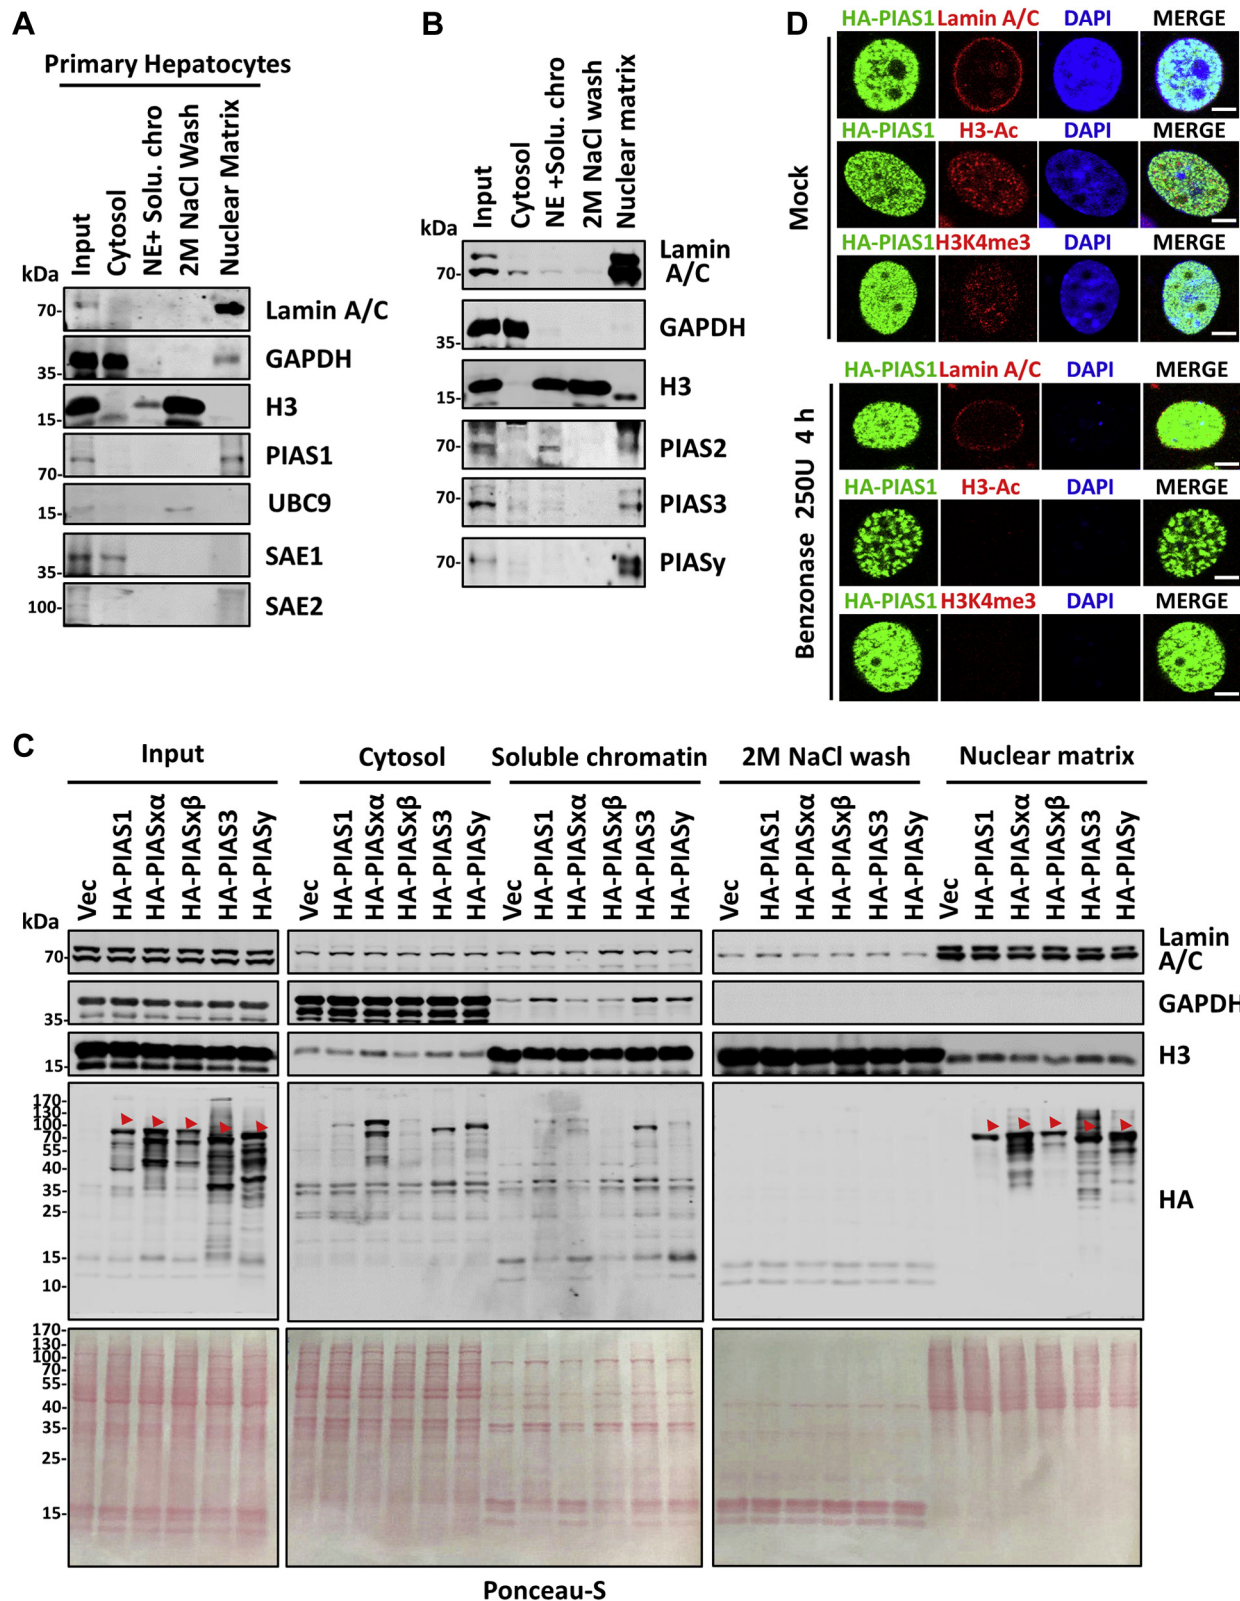 A
Primary Hepatocytes
Input
Cytosol
NE+ Solu. chro
2M NaCl Wash
Nuclear Matrix
kDa
70-
Lamin A/C
35-
GAPDH
15-
H3
70-
PIAS1
15-
UBC9
35-
SAE1
100-
SAE2
B
Input
Cytosol
NE +Solu. chro
2M NaCl wash
Nuclear matrix
kDa
70-
Lamin
A/C
35-
GAPDH
15-
H3
70-
PIAS2
70-
PIAS3
70-
PIASy
D
Mock
HA-PIAS1 Lamin A/C DAPI MERGE
HA-PIAS1 H3-Ac DAPI MERGE
HA-PIAS1 H3K4me3 DAPI MERGE
Benzonase 250U 4 h
HA-PIAS1 Lamin A/C DAPI MERGE
HA-PIAS1 H3-Ac DAPI MERGE
HA-PIAS1 H3K4me3 DAPI MERGE
C
Input Cytosol Soluble chromatin 2M NaCl wash Nuclear matrix
Vec HA-PIAS1 HA-PIASxα HA-PIASxβ HA-PIAS3 HA-PIASy
Vec HA-PIAS1 HA-PIASxα HA-PIASxβ HA-PIAS3 HA-PIASy
Vec HA-PIAS1 HA-PIASxα HA-PIASxβ HA-PIAS3 HA-PIASy
Vec HA-PIAS1 HA-PIASxα HA-PIASxβ HA-PIAS3 HA-PIASy
Vec HA-PIAS1 HA-PIASxα HA-PIASxβ HA-PIAS3 HA-PIASy
kDa
70-
Lamin
A/C
35-
GAPDH
15-
H3
170-
130-
100-
70-
55-
40-
35-
25-
15-
10-
HA
170-
130-
100-
70-
55-
40-
35-
25-
15-
Ponceau-S